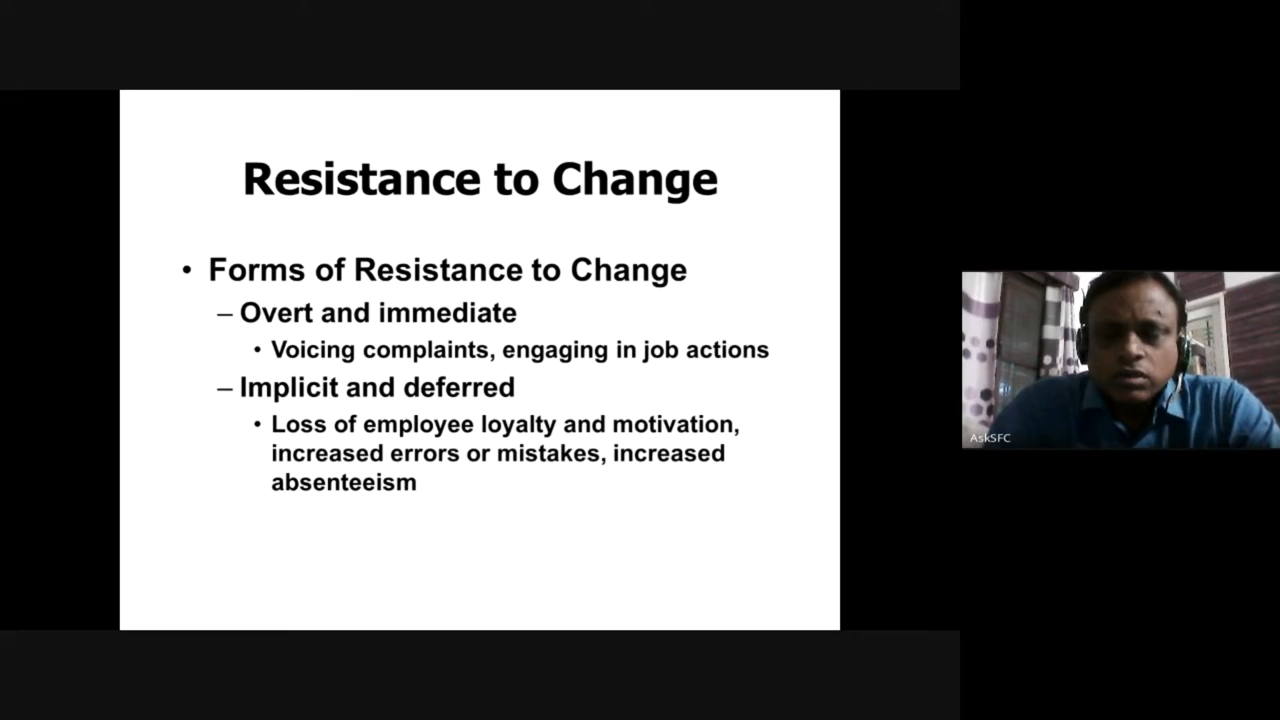 Resistance to Change
• Forms of Resistance to Change
– Overt and immediate
• Voicing complaints, engaging in job actions
– Implicit and deferred
• Loss of employee loyalty and motivation,
increased errors or mistakes, increased
absenteeism
AskSFC